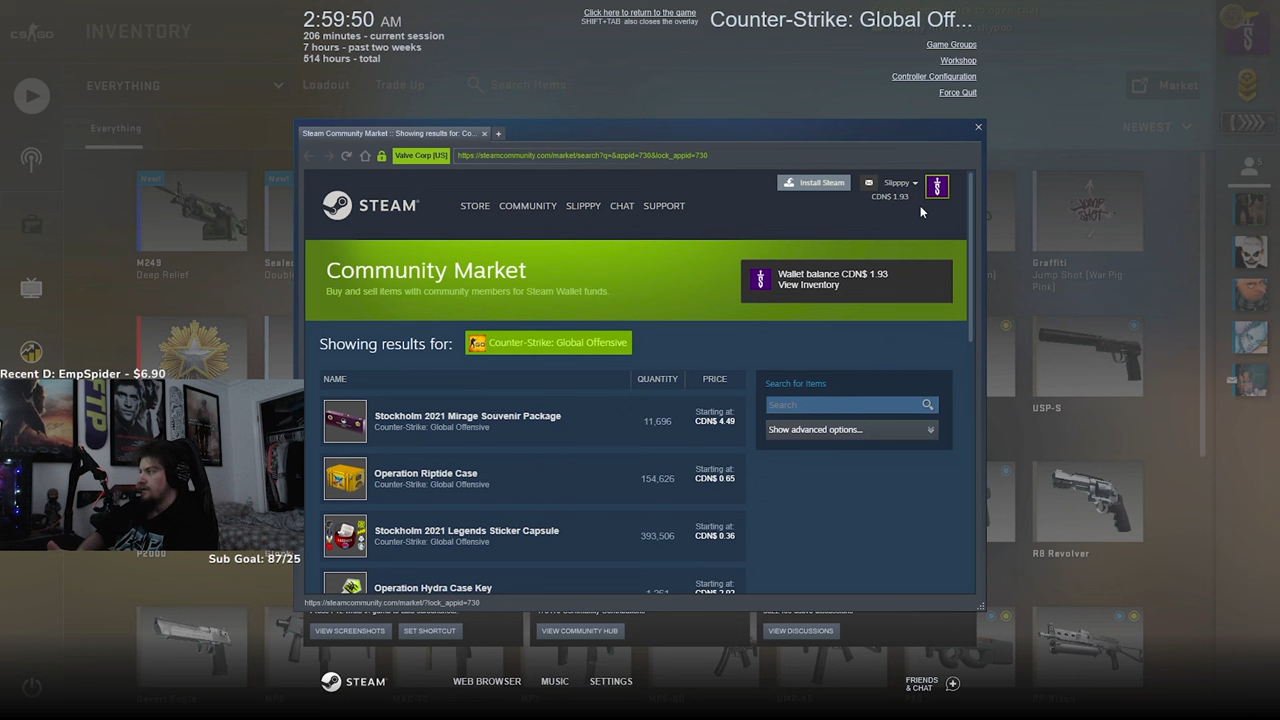 2:59:50 AM
206 minutes - current session
7 hours - past two weeks
514 hours - total
Click here to return to the game
SHIFT+TAB also closes the overlay
Counter-Strike: Global Off...
Game Groups
Workshop
Controller Configuration
Force Quit
CS:GO
INVENTORY
EVERYTHING
Loadout
Trade Up
Search Items
Market
Everything
NEWEST
Steam Community Market :: Showing results for: Co...
Valve Corp [US]
https://steamcommunity.com/market/search?q=&appid=730&lock_appid=730
Install Steam
Slipppy
CDN$ 1.93
STEAM
STORE
COMMUNITY
SLIPPPY
CHAT
SUPPORT
Community Market
Buy and sell items with community members for Steam Wallet funds.
Wallet balance CDN$ 1.93
View Inventory
Showing results for:
Counter-Strike: Global Offensive
NAME
QUANTITY
PRICE
Stockholm 2021 Mirage Souvenir Package
Counter-Strike: Global Offensive
11,696
Starting at:
CDN$ 4.49
Operation Riptide Case
Counter-Strike: Global Offensive
154,626
Starting at:
CDN$ 0.65
Stockholm 2021 Legends Sticker Capsule
Counter-Strike: Global Offensive
393,506
Starting at:
CDN$ 0.36
Operation Hydra Case Key
Starting at:
Search for Items
Search
Show advanced options...
https://steamcommunity.com/market/?lock_appid=730
New!
M249
Deep Relief
New!
Graffiti
Jump Shot [War Pig
Pink]
USP-S
R8 Revolver
P2000
Desert Eagle
5
Recent D: EmpSpider - $6.90
Sub Goal: 87/25
VIEW SCREENSHOTS
SET SHORTCUT
VIEW COMMUNITY HUB
VIEW DISCUSSIONS
STEAM
WEB BROWSER
MUSIC
SETTINGS
FRIENDS
& CHAT